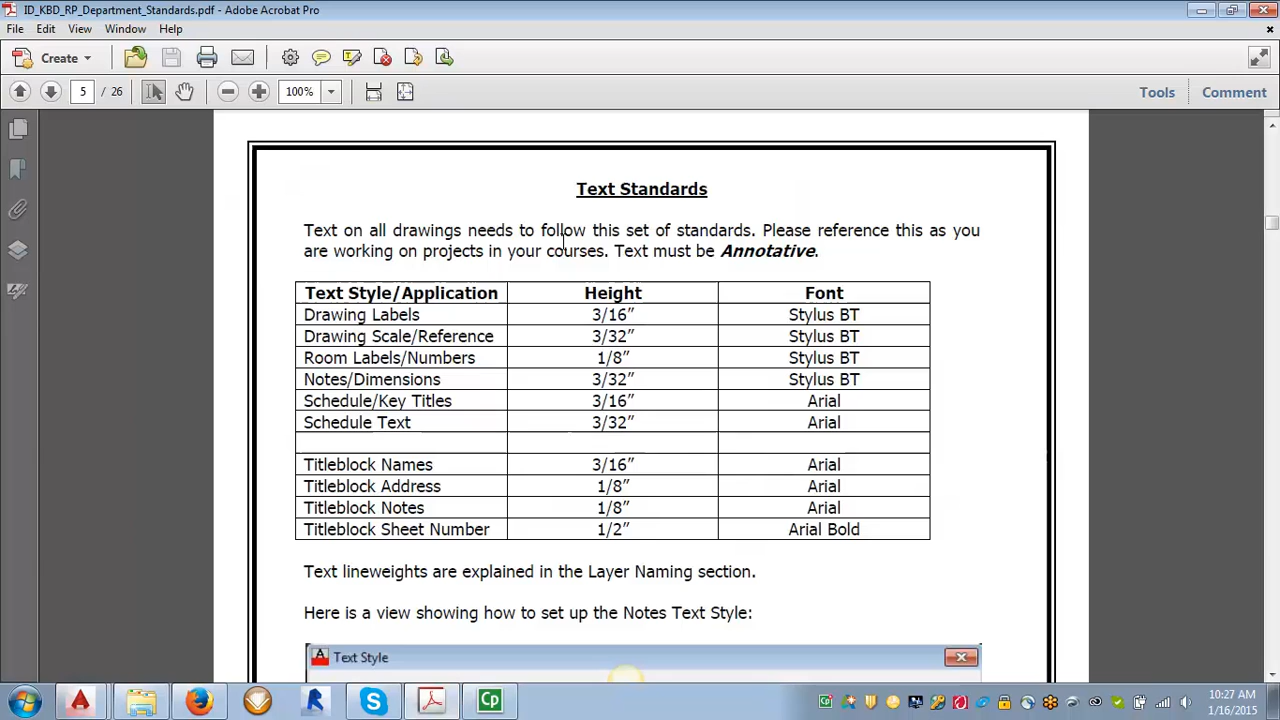 ID_KBD_RP_Department_Standards.pdf - Adobe Acrobat Pro
File Edit View Window Help
Create
5 / 26 100% Tools Comment
Text Standards
Text on all drawings needs to follow this set of standards. Please reference this as you
are working on projects in your courses. Text must be Annotative.
Text Style/Application Height Font
Drawing Labels 3/16" Stylus BT
Drawing Scale/Reference 3/32" Stylus BT
Room Labels/Numbers 1/8" Stylus BT
Notes/Dimensions 3/32" Stylus BT
Schedule/Key Titles 3/16" Arial
Schedule Text 3/32" Arial
Titleblock Names 3/16" Arial
Titleblock Address 1/8" Arial
Titleblock Notes 1/8" Arial
Titleblock Sheet Number 1/2" Arial Bold
Text lineweights are explained in the Layer Naming section.
Here is a view showing how to set up the Notes Text Style:
Text Style
Cp
10:27 AM
1/16/2015